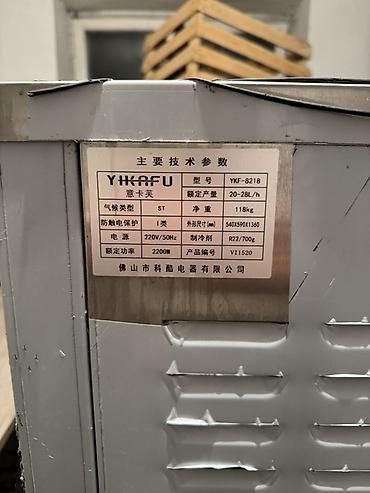 主要技术参数
YIKAFU 意卡芙 型号 YKF-8218
额定产量 20-28L/h
气候类型 ST 净重 118kg
防触电保护 I类 外形尺寸(mm) 540X590X1360
电源 220V/50Hz 制冷剂 R22/700g
额定功率 2200W 产品编号 V11520
佛山市科酷电器有限公司